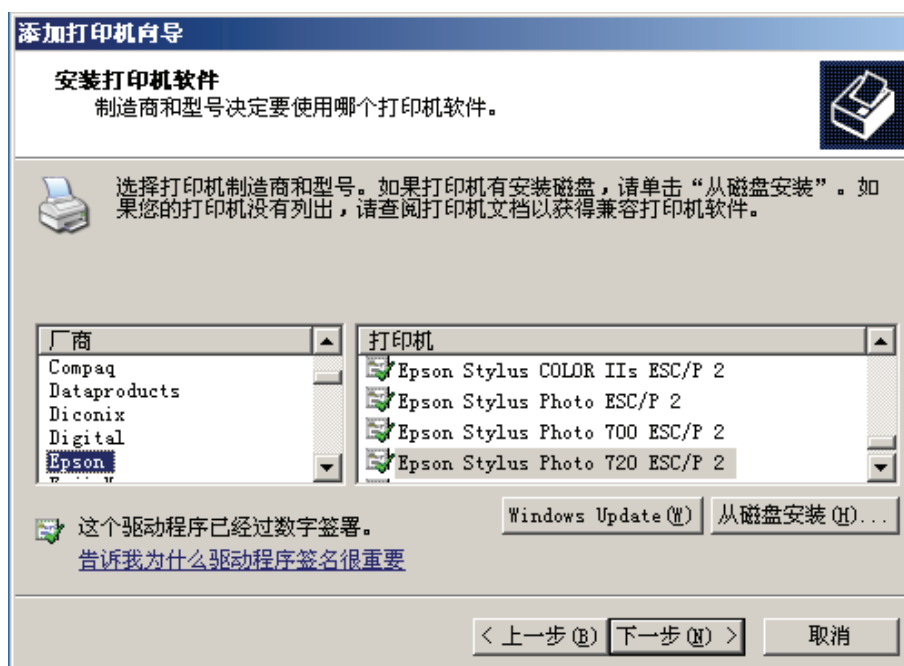 添加打印机向导
安装打印机软件
制造商和型号决定要使用哪个打印机软件。
选择打印机制造商和型号。如果打印机有安装磁盘，请单击“从磁盘安装”。如
果您的打印机没有列出，请查阅打印机文档以获得兼容打印机软件。
厂商
Compaq
Dataproducts
Diconix
Digital
Epson
打印机
Epson Stylus COLOR IIs ESC/P 2
Epson Stylus Photo ESC/P 2
Epson Stylus Photo 700 ESC/P 2
Epson Stylus Photo 720 ESC/P 2
这个驱动程序已经过数字签署。
告诉我为什么驱动程序签名很重要
Windows Update(W)
从磁盘安装(H)...
< 上一步(B)
下一步(N) >
取消